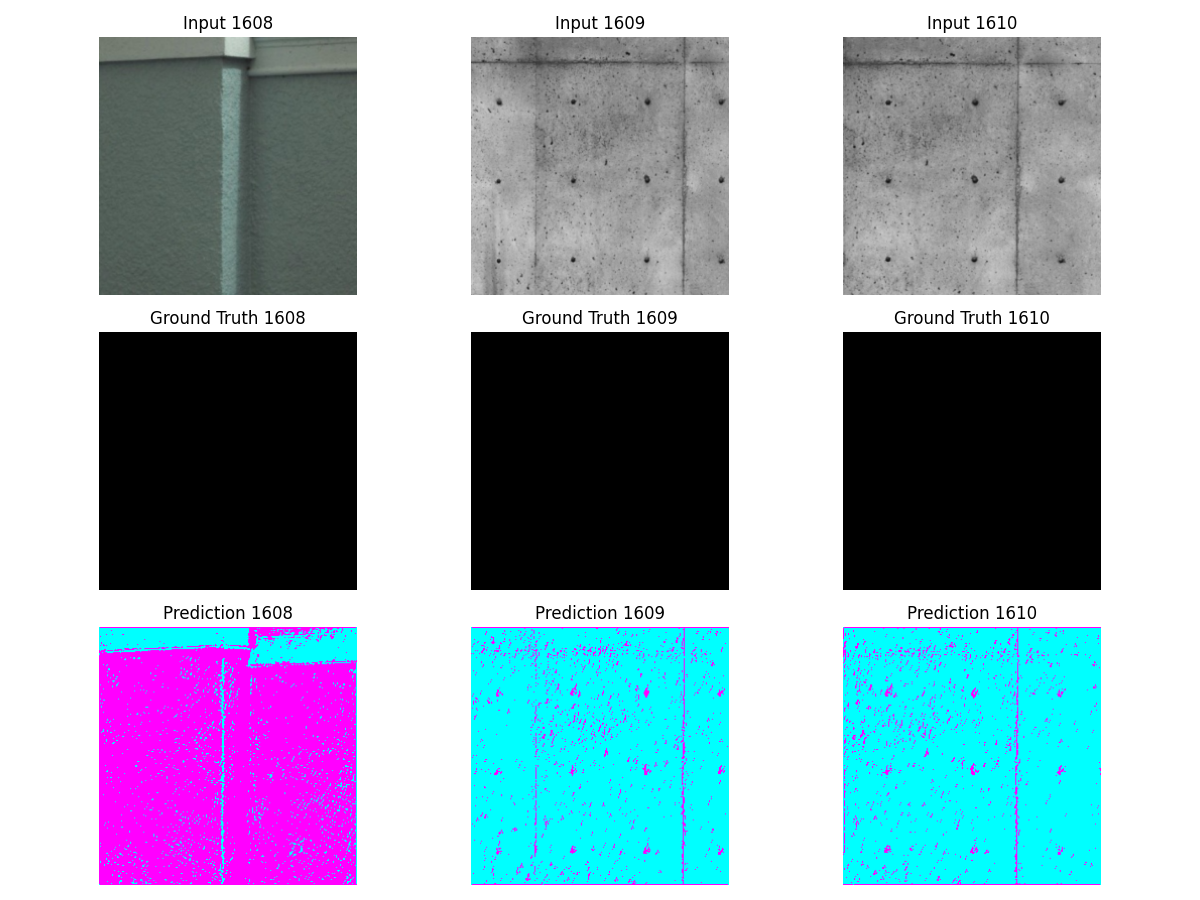 Input 1608
Input 1609
Input 1610
Ground Truth 1608
Ground Truth 1609
Ground Truth 1610
Prediction 1608
Prediction 1609
Prediction 1610